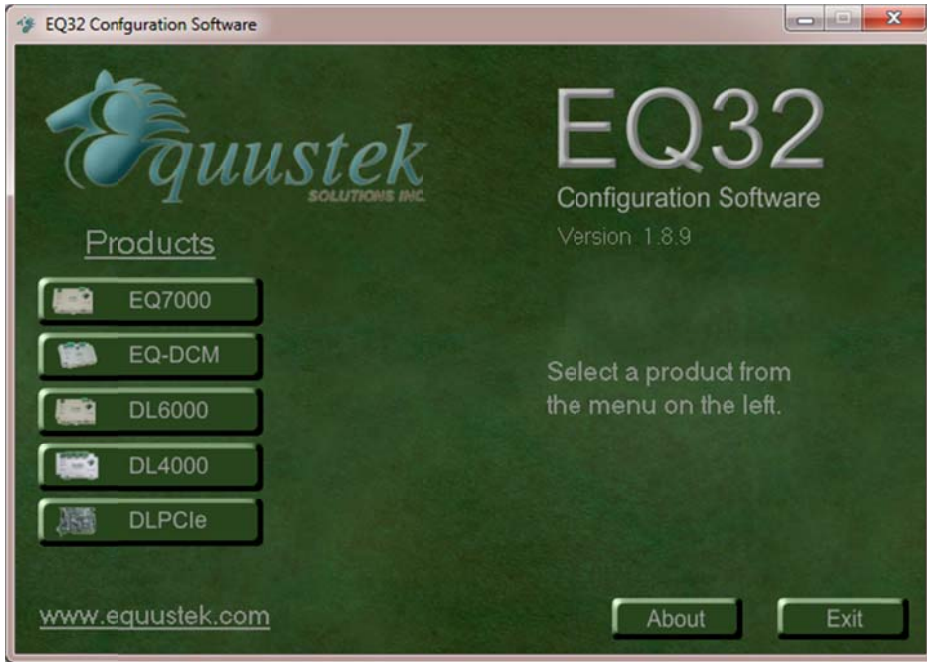 EQ32 Confguration Software
Equustek
SOLUTIONS INC.
EQ32
Configuration Software
Version 1.8.9
Products
EQ7000
EQ-DCM
DL6000
DL4000
DLPCIe
Select a product from
the menu on the left.
www.equustek.com
About
Exit